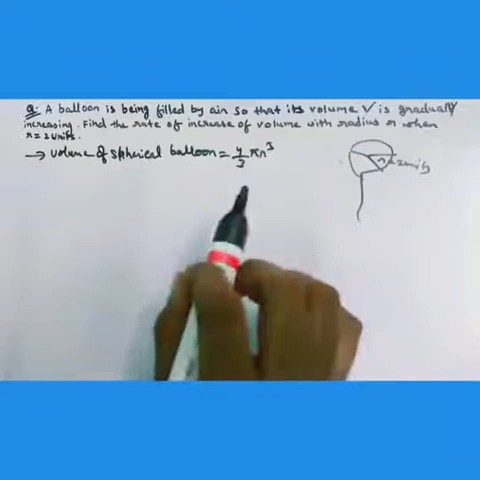 Q. A balloon is being filled by air so that its volume V is gradually
increasing. Find the rate of increase of volume with radius r when
r = 2 units.
→ volume of spherical balloon = 4/3 πr³
r = 2 units